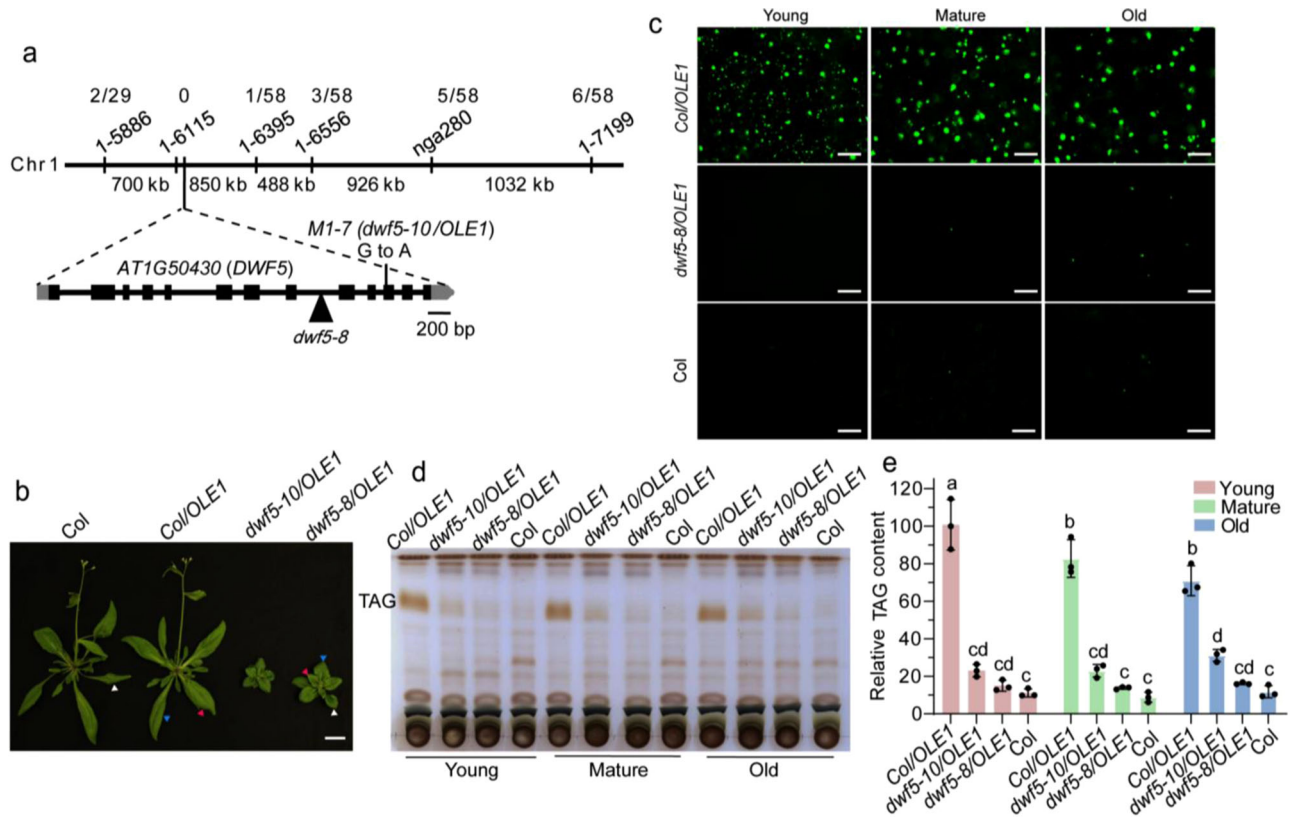 a
2/29 0 1/58 3/58 5/58 6/58
1-5886 1-6115 1-6395 1-6556 nga280 1-7199
Chr 1
700 kb 850 kb 488 kb 926 kb 1032 kb
M1-7 (dwf5-10/OLE1)
G to A
AT1G50430 (DWF5)
dwf5-8
200 bp
c
Young Mature Old
Col/OLE1
dwf5-8/OLE1
Col
b
Col Col/OLE1 dwf5-10/OLE1 dwf5-8/OLE1
d
Col/OLE1 dwf5-10/OLE1 dwf5-8/OLE1 Col Col/OLE1 dwf5-10/OLE1 dwf5-8/OLE1 Col Col/OLE1 dwf5-10/OLE1 dwf5-8/OLE1 Col
TAG
Young Mature Old
e
Relative TAG content
120
100
80
60
40
20
0
a cd cd c b cd c c b d cd c
Young
Mature
Old
Col/OLE1 dwf5-10/OLE1 dwf5-8/OLE1 Col Col/OLE1 dwf5-10/OLE1 dwf5-8/OLE1 Col Col/OLE1 dwf5-10/OLE1 dwf5-8/OLE1 Col